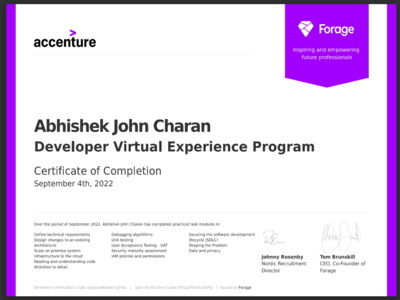 accenture
Forage
Inspiring and empowering
future professionals
Abhishek John Charan
Developer Virtual Experience Program
Certificate of Completion
September 4th, 2022
Over the period of September 2022, Abhishek John Charan has completed practical task modules in:
Define technical requirements
Design changes to an existing
architecture
Scale on-premise system
infrastructure to the cloud
Reading and understanding code
Attention to detail
Debugging algorithms
Unit testing
User Acceptance Testing - UAT
Security maturity assessment
IAM policies and permissions
Securing the software development
lifecycle (SDLC)
Shaping the Problem
Data and privacy
Johnny Rosenby
Nordic Recruitment
Director
Tom Brunskill
CEO, Co-Founder of
Forage
Enrolment Verification Code | User Verification Code | Issued by Forage